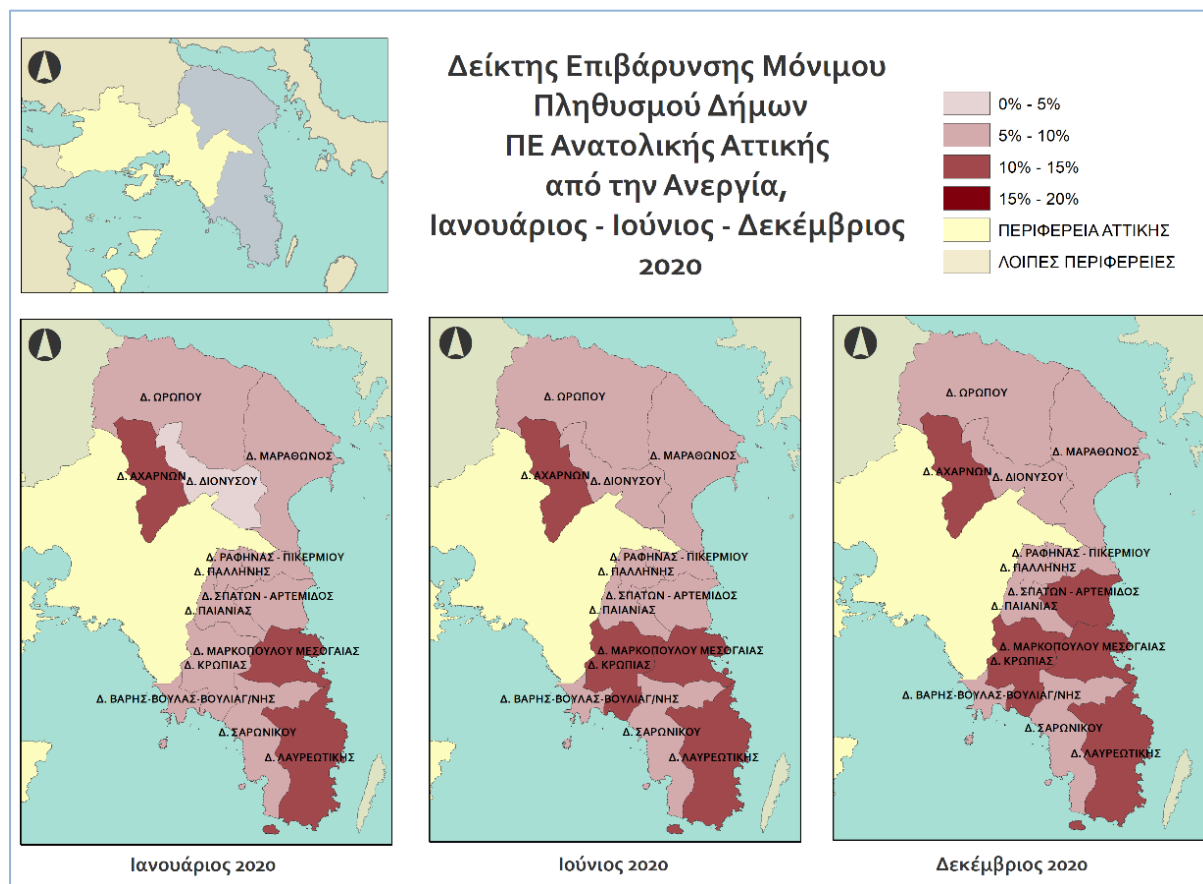 Δείκτης Επιβάρυνσης Μόνιμου
Πληθυσμού Δήμων
ΠΕ Ανατολικής Αττικής
από την Ανεργία,
Ιανουάριος - Ιούνιος - Δεκέμβριος
2020
0% - 5%
5% - 10%
10% - 15%
15% - 20%
ΠΕΡΙΦΕΡΕΙΑ ΑΤΤΙΚΗΣ
ΛΟΙΠΕΣ ΠΕΡΙΦΕΡΕΙΕΣ
Δ. ΩΡΩΠΟΥ
Δ. ΜΑΡΑΘΩΝΟΣ
Δ. ΑΧΑΡΝΩΝ
Δ. ΔΙΟΝΥΣΟΥ
Δ. ΡΑΦΗΝΑΣ - ΠΙΚΕΡΜΙΟΥ
Δ. ΠΑΛΛΗΝΗΣ
Δ. ΣΠΑΤΩΝ - ΑΡΤΕΜΙΔΟΣ
Δ. ΠΑΙΑΝΙΑΣ
Δ. ΜΑΡΚΟΠΟΥΛΟΥ ΜΕΣΟΓΑΙΑΣ
Δ. ΚΡΩΠΙΑΣ
Δ. ΒΑΡΗΣ-ΒΟΥΛΑΣ-ΒΟΥΛΙΑΓ/ΝΗΣ
Δ. ΣΑΡΩΝΙΚΟΥ
Δ. ΛΑΥΡΕΩΤΙΚΗΣ
Ιανουάριος 2020
Δ. ΩΡΩΠΟΥ
Δ. ΜΑΡΑΘΩΝΟΣ
Δ. ΑΧΑΡΝΩΝ
Δ. ΔΙΟΝΥΣΟΥ
Δ. ΡΑΦΗΝΑΣ - ΠΙΚΕΡΜΙΟΥ
Δ. ΠΑΛΛΗΝΗΣ
Δ. ΣΠΑΤΩΝ - ΑΡΤΕΜΙΔΟΣ
Δ. ΠΑΙΑΝΙΑΣ
Δ. ΜΑΡΚΟΠΟΥΛΟΥ ΜΕΣΟΓΑΙΑΣ
Δ. ΚΡΩΠΙΑΣ
Δ. ΒΑΡΗΣ-ΒΟΥΛΑΣ-ΒΟΥΛΙΑΓ/ΝΗΣ
Δ. ΣΑΡΩΝΙΚΟΥ
Δ. ΛΑΥΡΕΩΤΙΚΗΣ
Ιούνιος 2020
Δ. ΩΡΩΠΟΥ
Δ. ΜΑΡΑΘΩΝΟΣ
Δ. ΑΧΑΡΝΩΝ
Δ. ΔΙΟΝΥΣΟΥ
Δ. ΡΑΦΗΝΑΣ - ΠΙΚΕΡΜΙΟΥ
Δ. ΠΑΛΛΗΝΗΣ
Δ. ΣΠΑΤΩΝ - ΑΡΤΕΜΙΔΟΣ
Δ. ΠΑΙΑΝΙΑΣ
Δ. ΜΑΡΚΟΠΟΥΛΟΥ ΜΕΣΟΓΑΙΑΣ
Δ. ΚΡΩΠΙΑΣ
Δ. ΒΑΡΗΣ-ΒΟΥΛΑΣ-ΒΟΥΛΙΑΓ/ΝΗΣ
Δ. ΣΑΡΩΝΙΚΟΥ
Δ. ΛΑΥΡΕΩΤΙΚΗΣ
Δεκέμβριος 2020